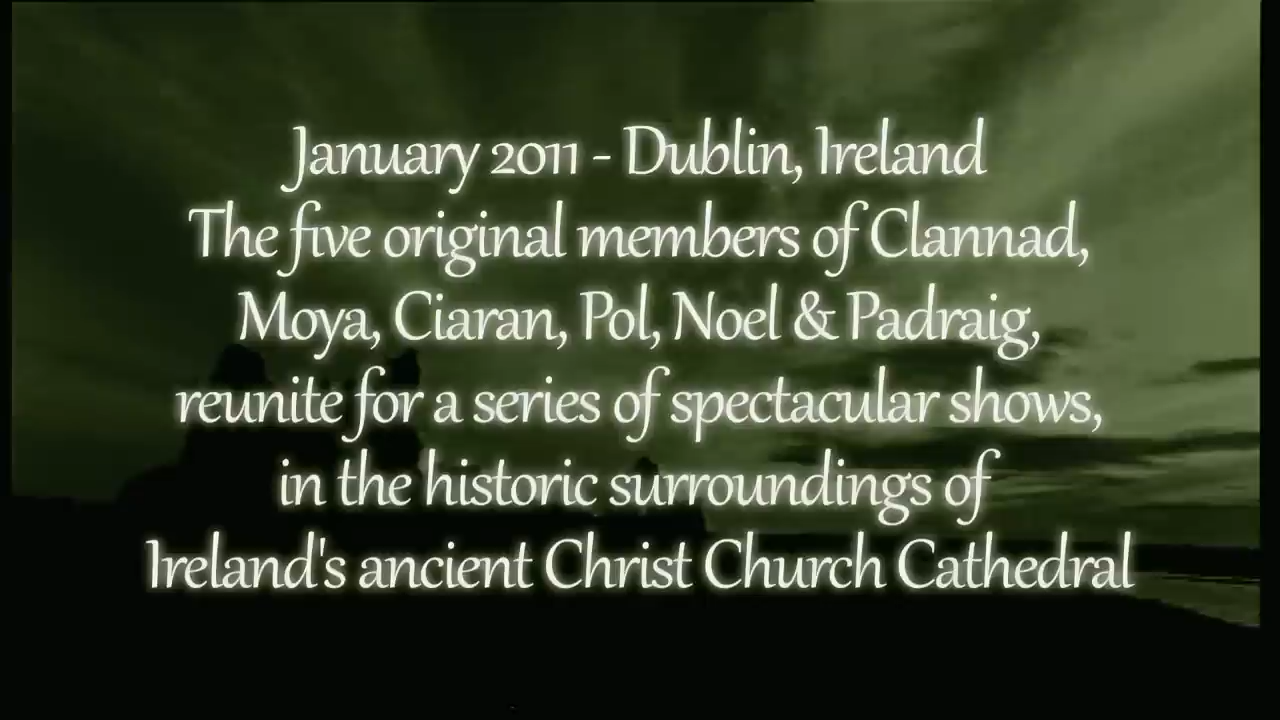 January 2011 - Dublin, Ireland
The five original members of Clannad,
Moya, Ciaran, Pol, Noel & Padraig,
reunite for a series of spectacular shows,
in the historic surroundings of
Ireland's ancient Christ Church Cathedral